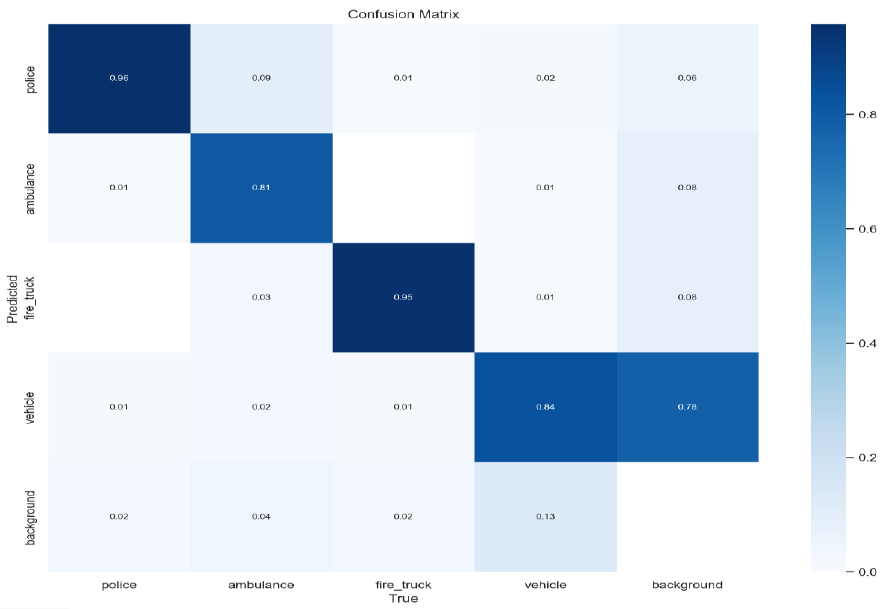 Confusion Matrix
police 0.96 0.09 0.01 0.02 0.06
0.8
ambulance 0.01 0.81 0.01 0.08
0.6
Predicted
fire_truck 0.03 0.95 0.01 0.08
0.4
vehicle 0.01 0.02 0.01 0.84 0.78
0.2
background 0.02 0.04 0.02 0.13
0.0
police ambulance fire_truck vehicle background
True